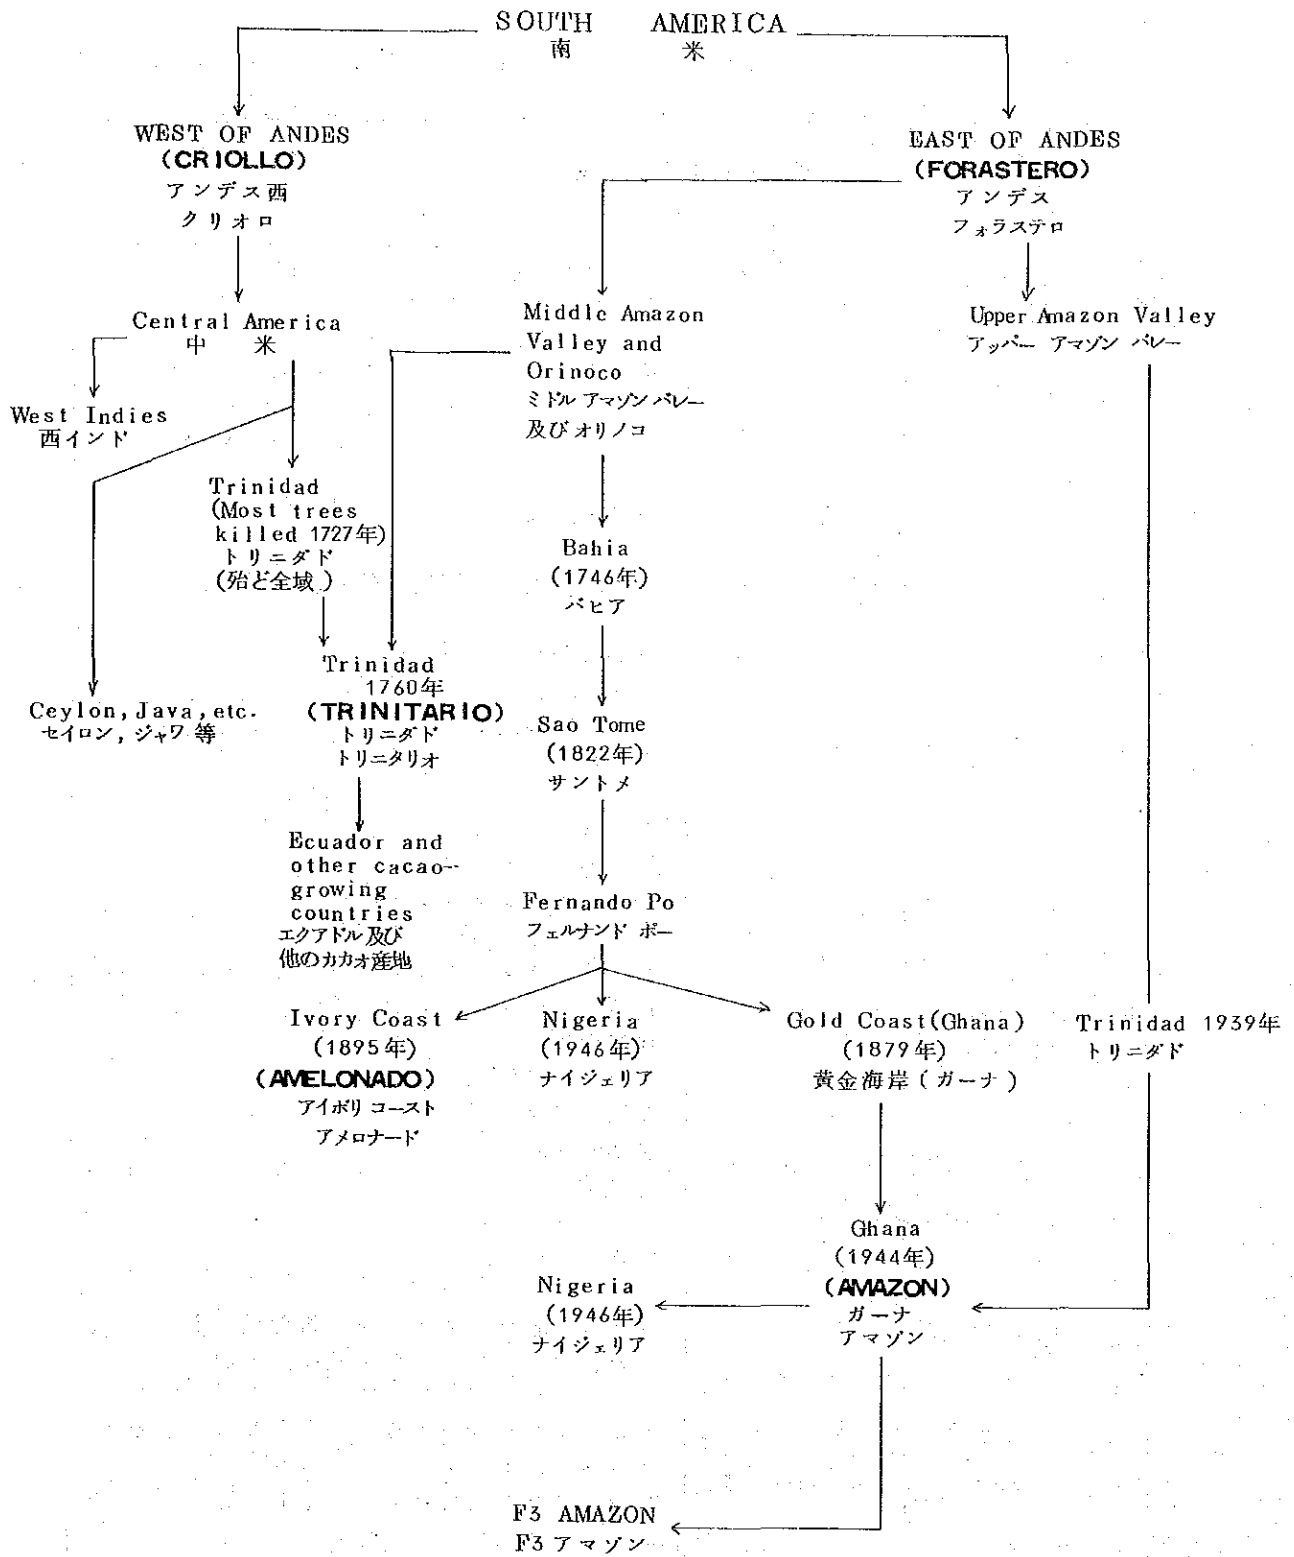 SOUTH AMERICA
南 米
WEST OF ANDES
(CRIOLLO)
アンデス西
クリオロ
EAST OF ANDES
(FORASTERO)
アンデス
フォラステロ
Central America
中 米
Middle Amazon
Valley and
Orinoco
ミドル アマゾン バレー
及び オリノコ
Upper Amazon Valley
アッパー アマゾン バレー
West Indies
西インド
Trinidad
(Most trees
killed 1727年)
トリニダド
(殆ど全域)
Bahia
(1746年)
バヒア
Ceylon, Java, etc.
セイロン, ジャワ 等
Trinidad
1760年
(TRINITARIO)
トリニダド
トリニタリオ
Sao Tome
(1822年)
サントメ
Ecuador and
other cacao-
growing
countries
エクアドル 及び
他のカカオ産地
Fernando Po
フェルナンド ポー
Ivory Coast
(1895年)
(AMELONADO)
アイボリ コースト
アメロナード
Nigeria
(1946年)
ナイジェリア
Gold Coast(Ghana)
(1879年)
黄金海岸 ( ガーナ )
Trinidad 1939年
トリニダド
Ghana
(1944年)
(AMAZON)
ガーナ
アマゾン
Nigeria
(1946年)
ナイジェリア
F3 AMAZON
F3 アマゾン